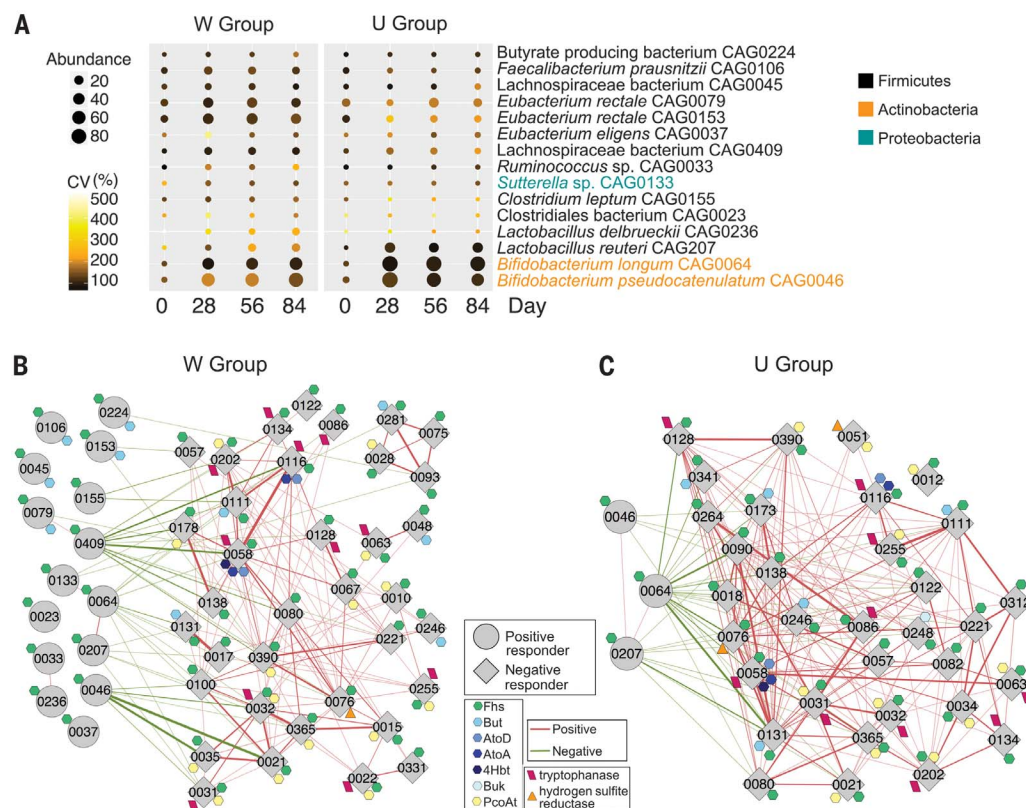 A
W Group
U Group
Abundance
20
40
60
80
CV (%)
500
400
300
200
100
Butyrate producing bacterium CAG0224
Faecalibacterium prausnitzii CAG0106
Lachnospiraceae bacterium CAG0045
Eubacterium rectale CAG0079
Eubacterium rectale CAG0153
Eubacterium eligens CAG0037
Lachnospiraceae bacterium CAG0409
Ruminococcus sp. CAG0033
Sutterella sp. CAG0133
Clostridium leptum CAG0155
Clostridiales bacterium CAG0023
Lactobacillus delbrueckii CAG0236
Lactobacillus reuteri CAG207
Bifidobacterium longum CAG0064
Bifidobacterium pseudocatenulatum CAG0046
Firmicutes
Actinobacteria
Proteobacteria
0 28 56 84 0 28 56 84 Day
B
W Group
0224
0106
0153
0045
0155
0079
0409
0133
0064
0023
0207
0033
0046
0236
0037
0057
0202
0134
0122
0086
0116
0281
0075
0028
0093
0111
0178
0058
0128
0048
0063
0138
0080
0067
0010
0131
0017
0390
0221
0246
0100
0032
0076
0255
0035
0021
0365
0015
0031
0022
0331
C
U Group
0128
0390
0051
0012
0341
0116
0046
0264
0173
0111
0090
0255
0138
0064
0018
0122
0312
0076
0246
0086
0248
0221
0207
0058
0057
0082
0063
0031
0032
0034
0131
0365
0134
0080
0021
0202
Positive responder
Negative responder
Fhs
But
AtoD
AtoA
4Hbt
Buk
PcoAt
Positive
Negative
tryptophanase
hydrogen sulfite
reductase